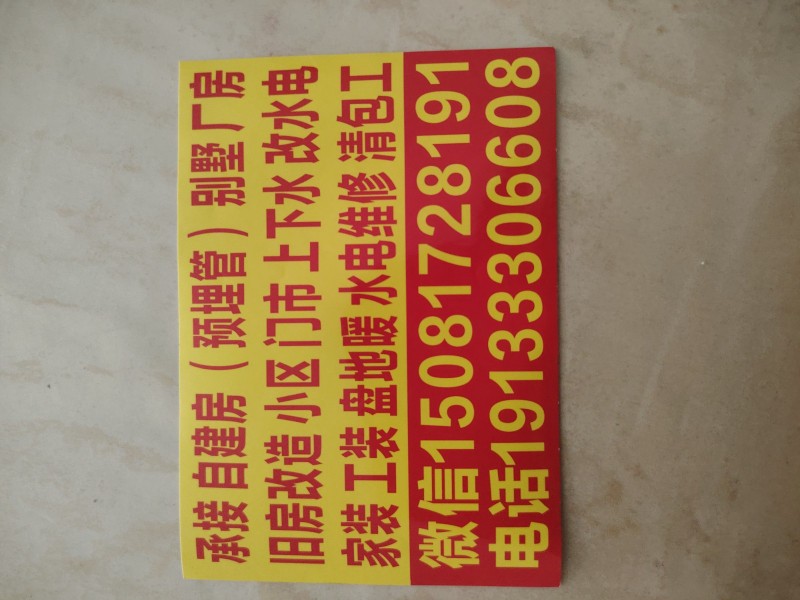 承接 自建房（预埋管）别墅 厂房
旧房改造 小区 门市 上下水 改水电
家装 工装 盘地暖 水电维修 清包工
微信15081728191
电话19133306608